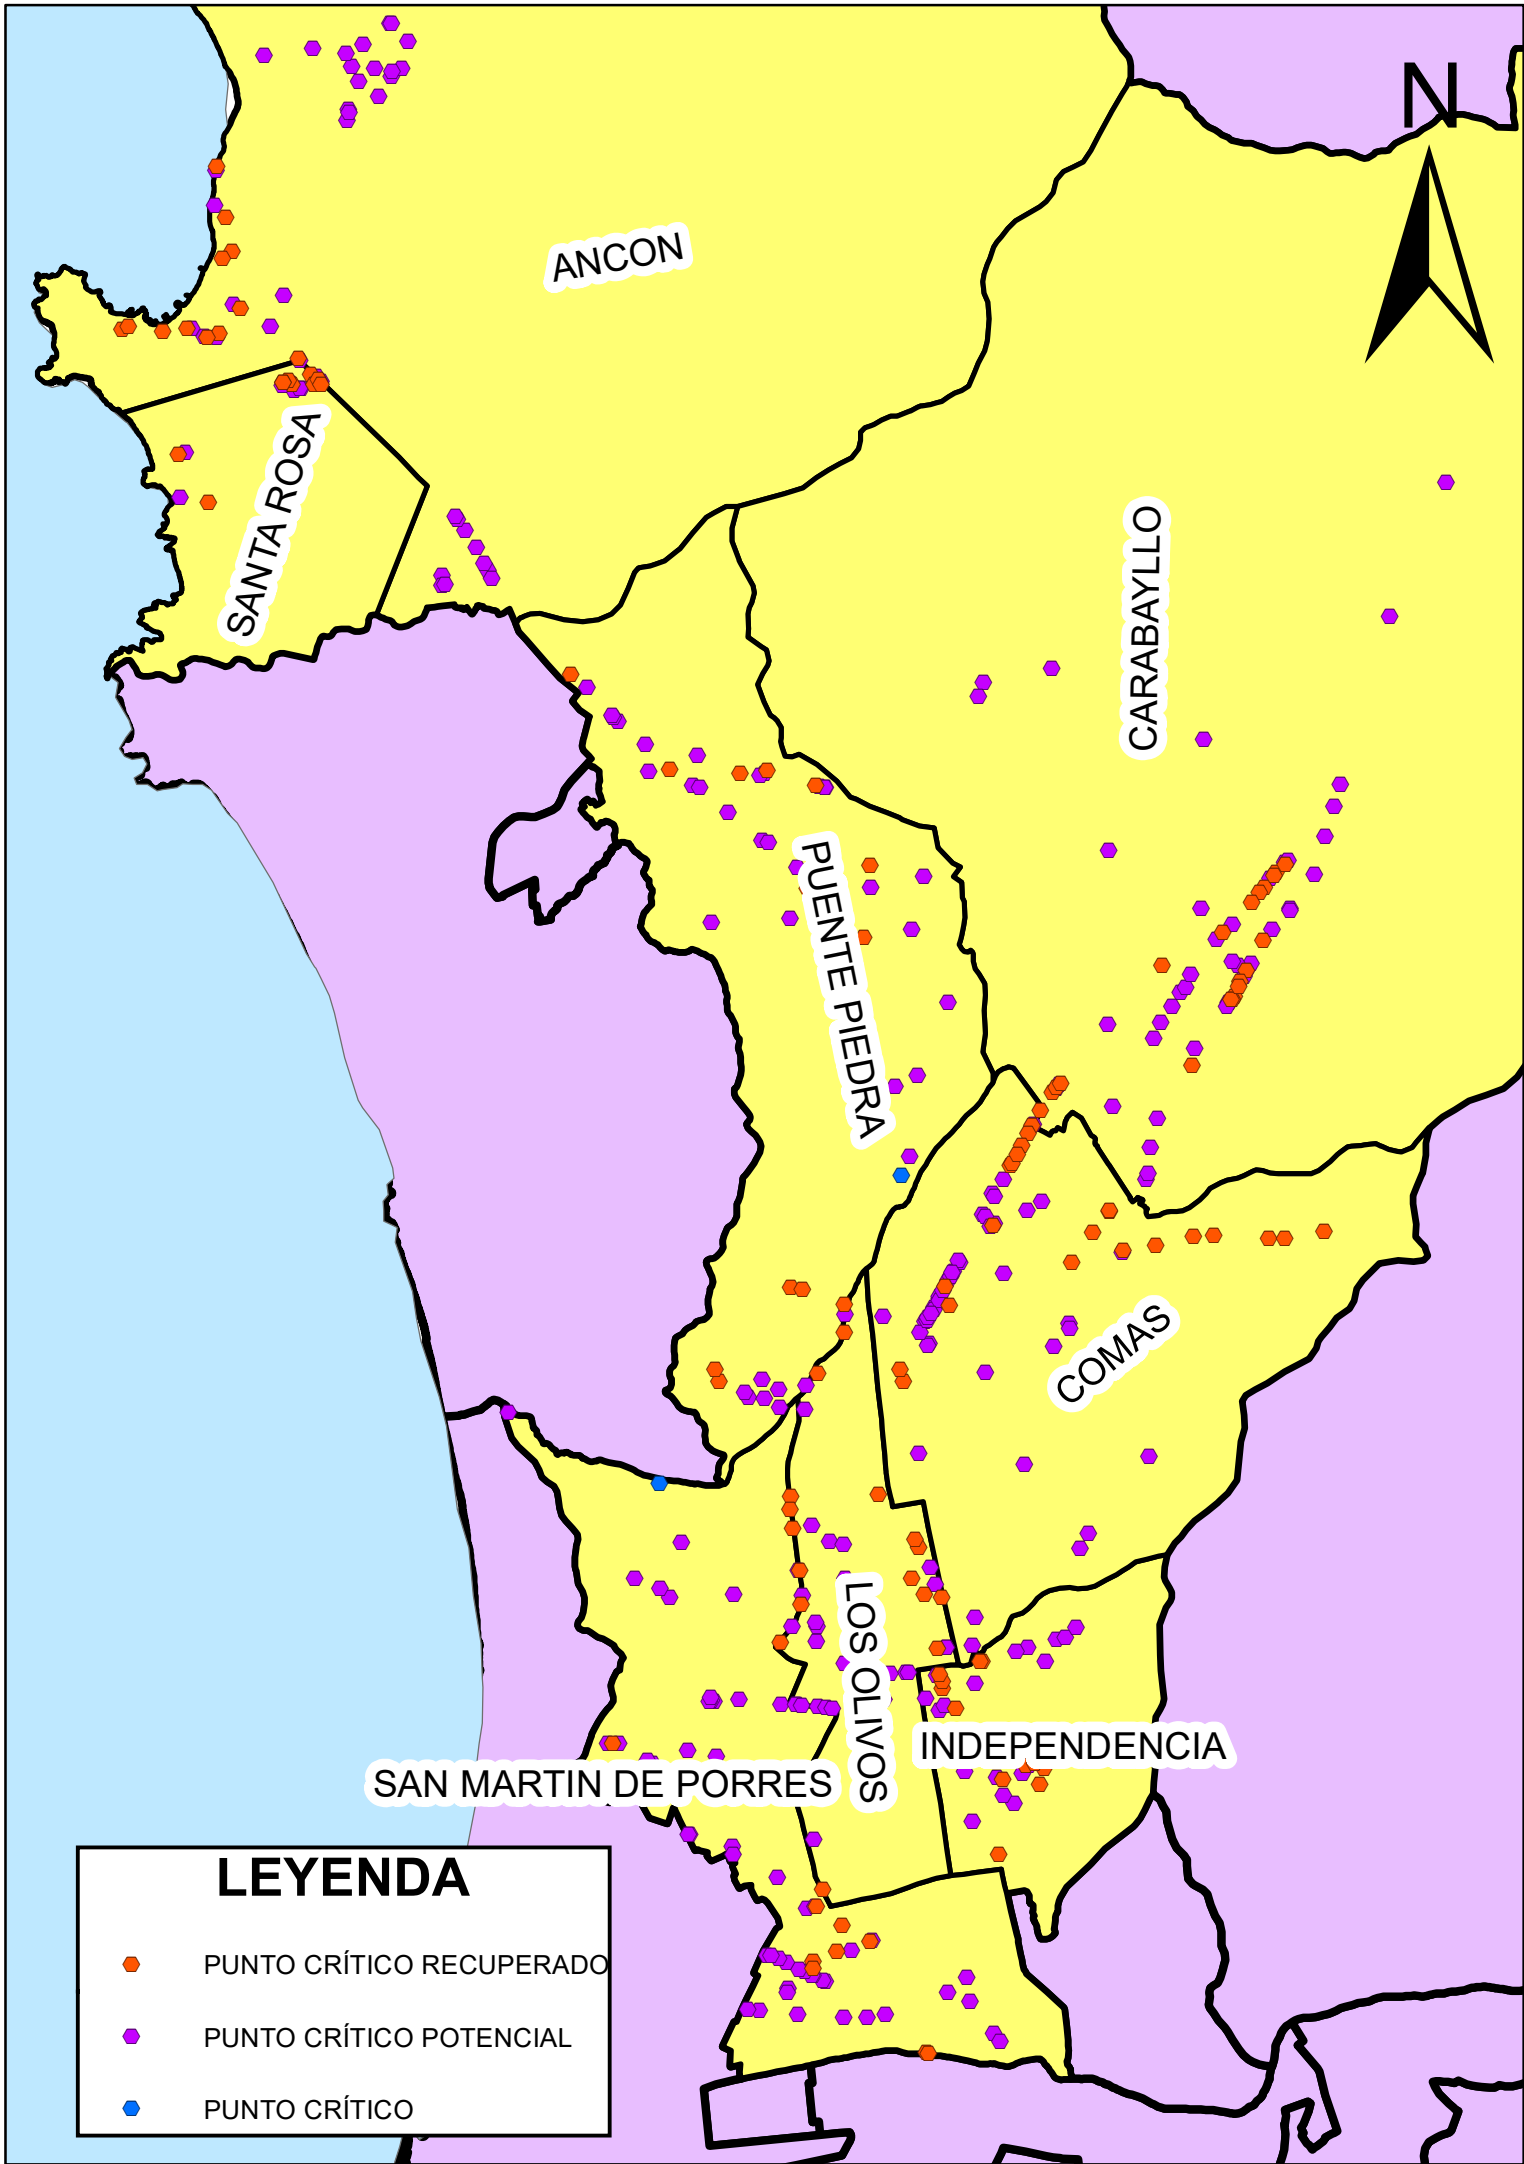 N
ANCON
SANTA ROSA
CARABAYLLO
PUENTE PIEDRA
COMAS
LOS OLIVOS
INDEPENDENCIA
SAN MARTIN DE PORRES
LEYENDA
PUNTO CRÍTICO RECUPERADO
PUNTO CRÍTICO POTENCIAL
PUNTO CRÍTICO